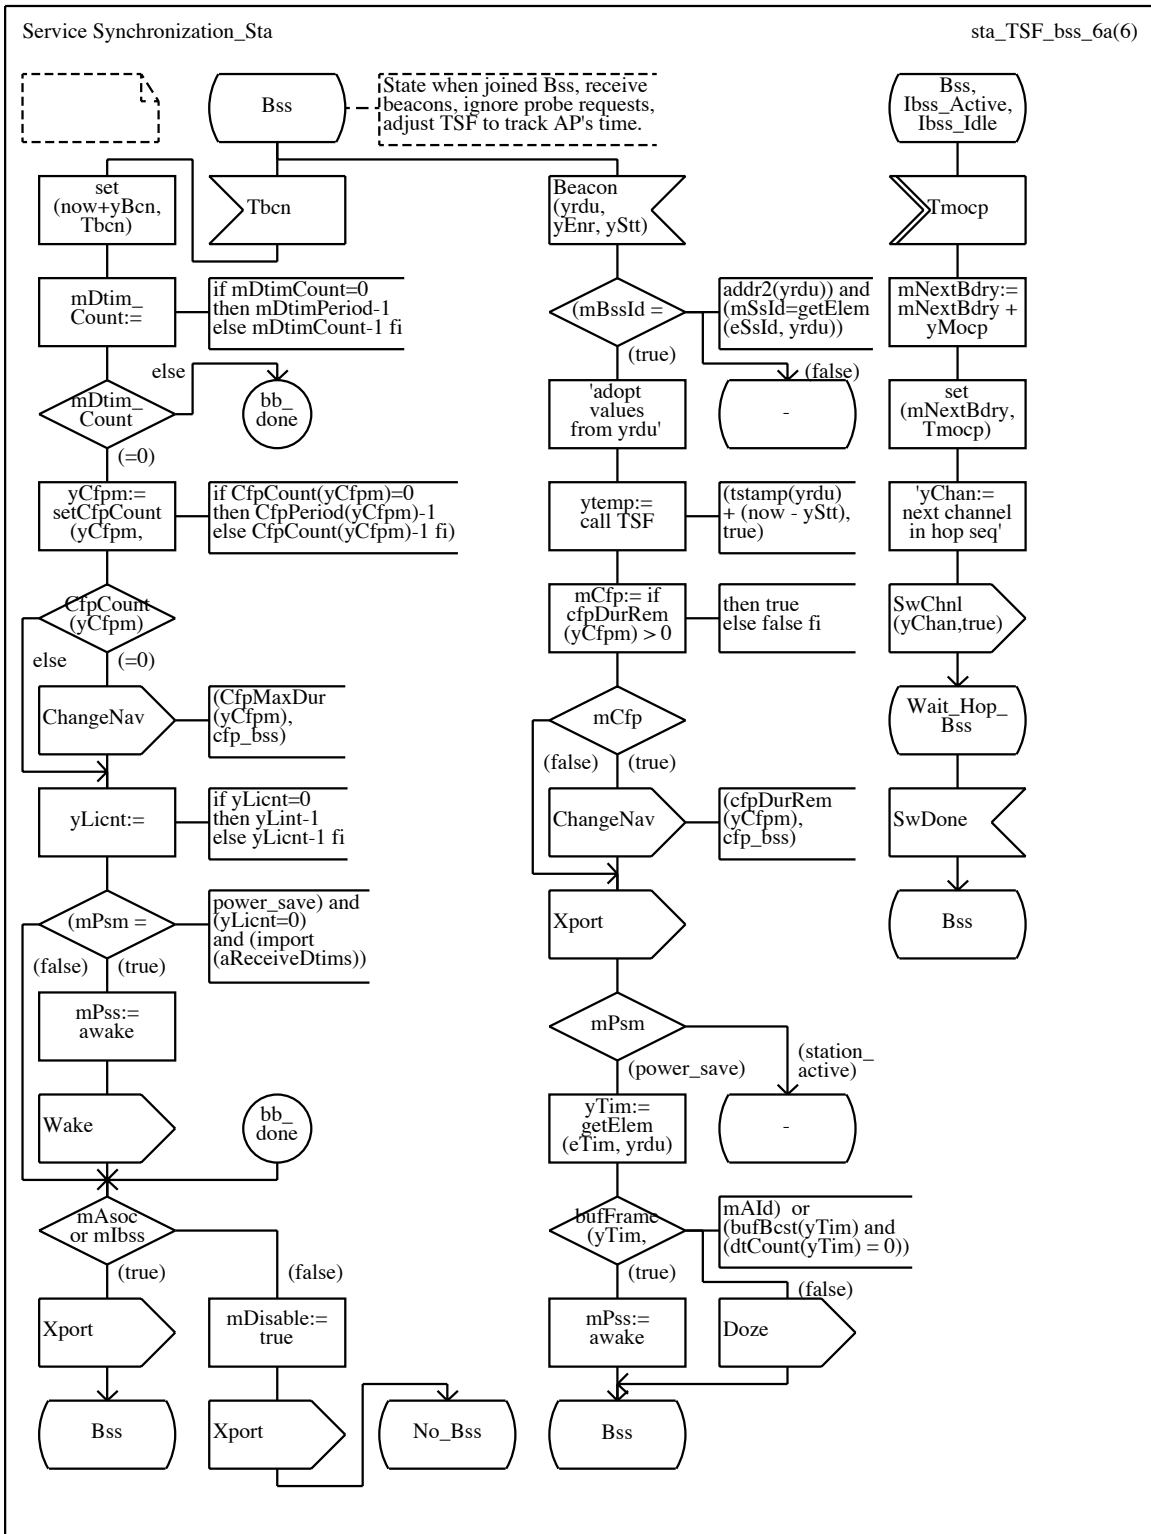 Service Synchronization_Sta
sta_TSF_bss_6a(6)
Bss
State when joined Bss, receive
beacons, ignore probe requests,
adjust TSF to track AP's time.
set
(now+yBcn,
Tbcn)
Tbcn
mDtim_
Count:=
if mDtimCount=0
then mDtimPeriod-1
else mDtimCount-1 fi
mDtim_
Count
else
bb_
done
(=0)
yCfpm:=
setCfpCount
(yCfpm,
if CfpCount(yCfpm)=0
then CfpPeriod(yCfpm)-1
else CfpCount(yCfpm)-1 fi)
CfpCount
(yCfpm)
else
(=0)
ChangeNav
(CfpMaxDur
(yCfpm),
cfp_bss)
yLicnt:=
if yLicnt=0
then yLint-1
else yLicnt-1 fi
(mPsm =
power_save) and
(yLicnt=0)
and (import
(aReceiveDtims))
(false)
(true)
mPss:=
awake
Wake
bb_
done
mAsoc
or mIbss
(true)
(false)
Xport
mDisable:=
true
Bss
Xport
No_Bss
Beacon
(yrdu,
yEnr, yStt)
(mBssId =
addr2(yrdu)) and
(mSsId=getElem
(eSsId, yrdu))
(true)
(false)
'adopt
values
from yrdu'
-
ytemp:=
call TSF
(tstamp(yrdu)
+ (now - yStt),
true)
mCfp:= if
cfpDurRem
(yCfpm) > 0
then true
else false fi
mCfp
(false)
(true)
ChangeNav
(cfpDurRem
(yCfpm),
cfp_bss)
Xport
mPsm
(power_save)
(station_
active)
yTim:=
getElem
(eTim, yrdu)
-
bufFrame
(yTim,
mAId)  or
(bufBcst(yTim) and
(dtCount(yTim) = 0))
(true)
(false)
mPss:=
awake
Doze
Bss
Bss,
Ibss_Active,
Ibss_Idle
Tmocp
mNextBdry:=
mNextBdry +
yMocp
set
(mNextBdry,
Tmocp)
'yChan:=
next channel
in hop seq'
SwChnl
(yChan,true)
Wait_Hop_
Bss
SwDone
Bss